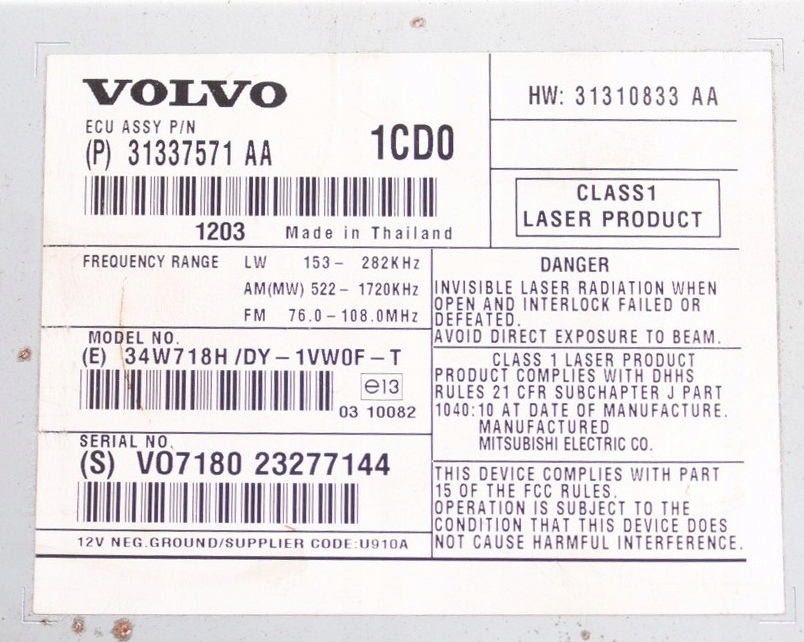 VOLVO
ECU ASSY P/N
(P) 31337571 AA
1CD0
1203 Made in Thailand
HW: 31310833 AA
CLASS1
LASER PRODUCT
FREQUENCY RANGE LW 153- 282KHz
AM(MW) 522- 1720KHz
FM 76.0-108.0MHz
MODEL NO.
(E) 34W718H/DY-1VW0F-T
e13
03 10082
SERIAL NO.
(S) V07180 23277144
12V NEG.GROUND/SUPPLIER CODE:U910A
DANGER
INVISIBLE LASER RADIATION WHEN
OPEN AND INTERLOCK FAILED OR
DEFEATED.
AVOID DIRECT EXPOSURE TO BEAM.
CLASS 1 LASER PRODUCT
PRODUCT COMPLIES WITH DHHS
RULES 21 CFR SUBCHAPTER J PART
1040:10 AT DATE OF MANUFACTURE.
MANUFACTURED
MITSUBISHI ELECTRIC CO.
THIS DEVICE COMPLIES WITH PART
15 OF THE FCC RULES.
OPERATION IS SUBJECT TO THE
CONDITION THAT THIS DEVICE DOES
NOT CAUSE HARMFUL INTERFERENCE.